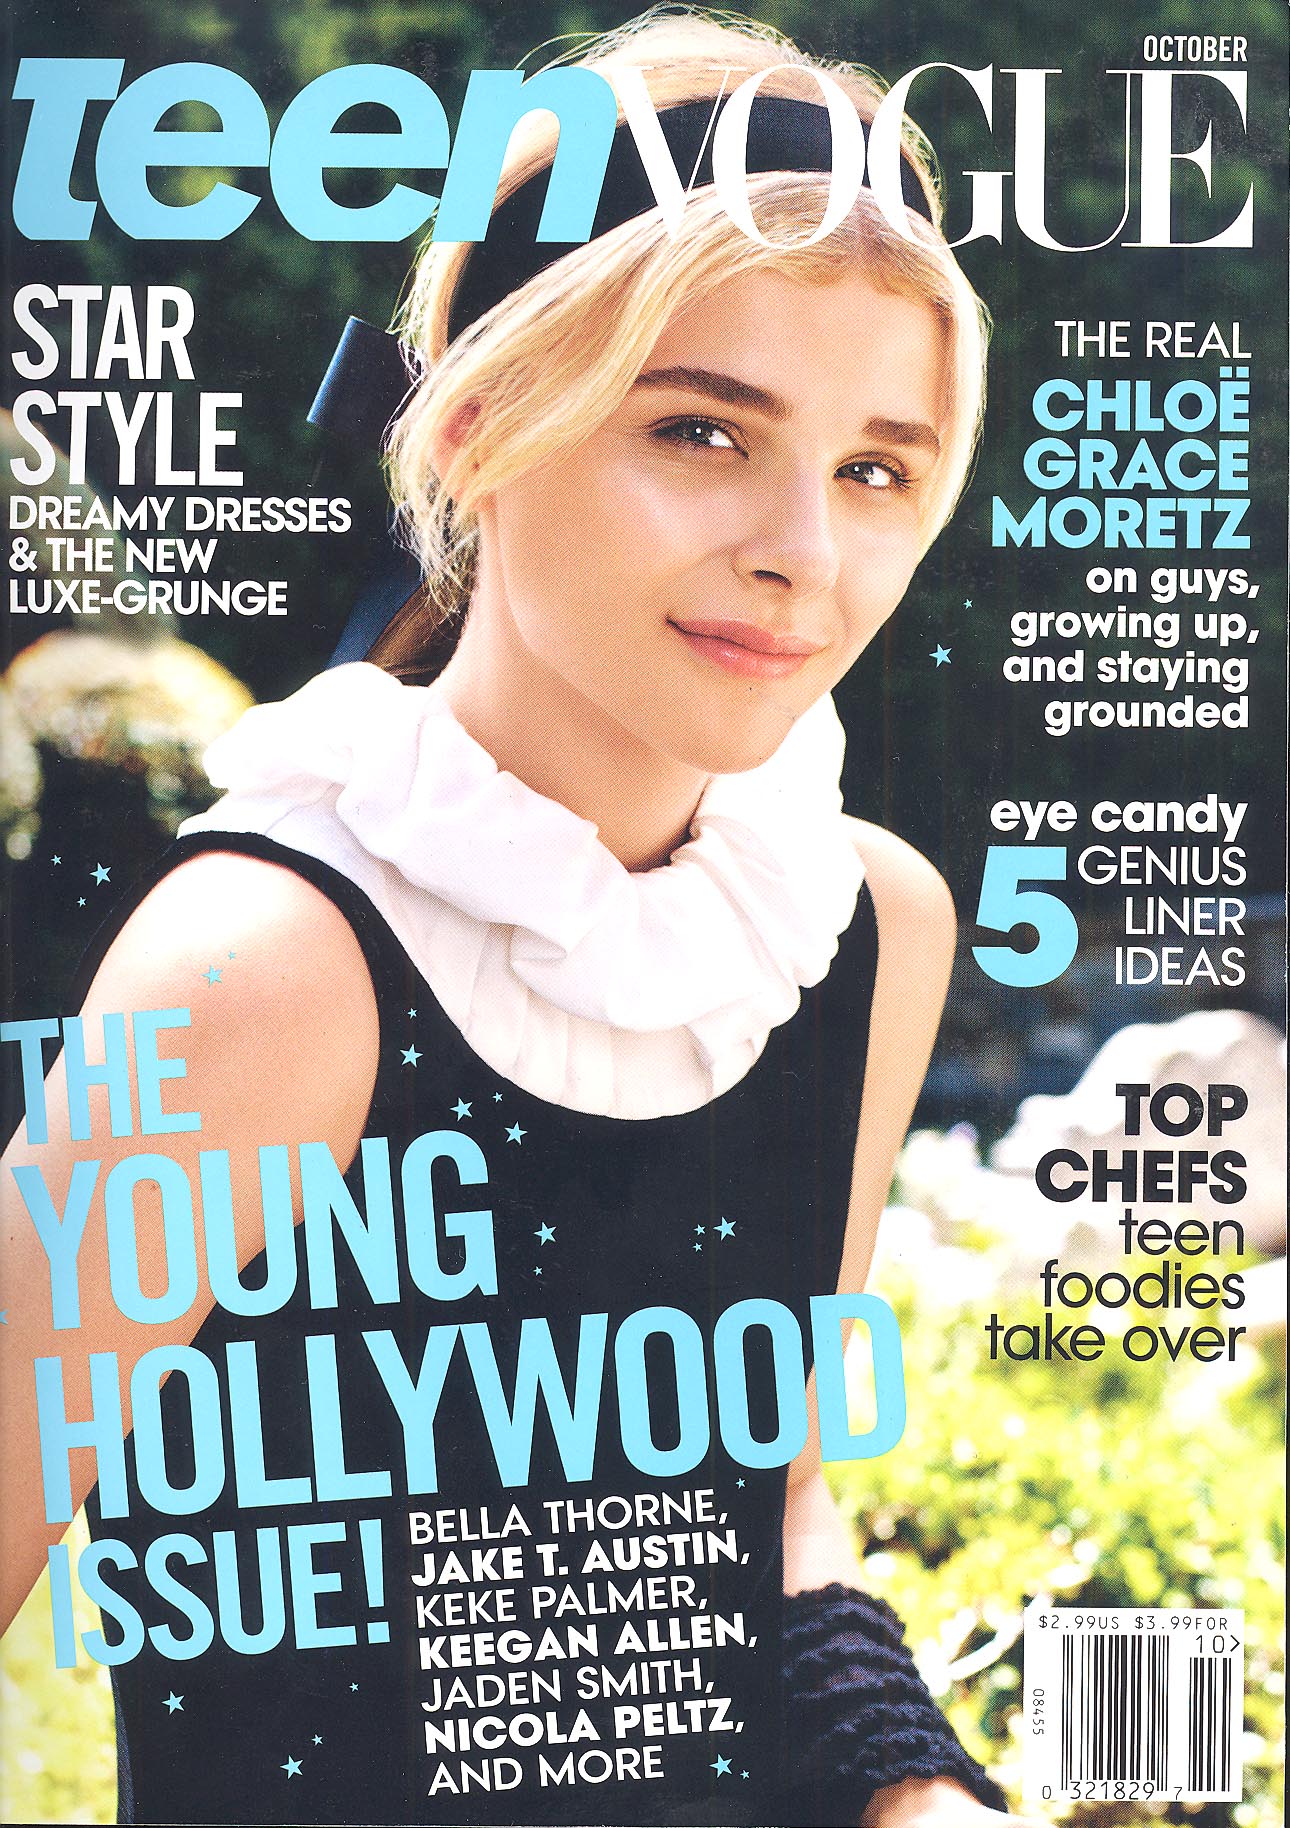 OCTOBER
teen VOGUE
STAR
STYLE
DREAMY DRESSES
& THE NEW
LUXE-GRUNGE
THE REAL
CHLOË
GRACE
MORETZ
on guys,
growing up,
and staying
grounded
eye candy
5 GENIUS
LINER
IDEAS
TOP
CHEFS
teen
foodies
take over
THE
YOUNG
HOLLYWOOD
ISSUE!
BELLA THORNE,
JAKE T. AUSTIN,
KEKE PALMER,
KEEGAN ALLEN,
JADEN SMITH,
NICOLA PELTZ,
AND MORE
$2.99US $3.99FOR
10>
08455
0 321829 7